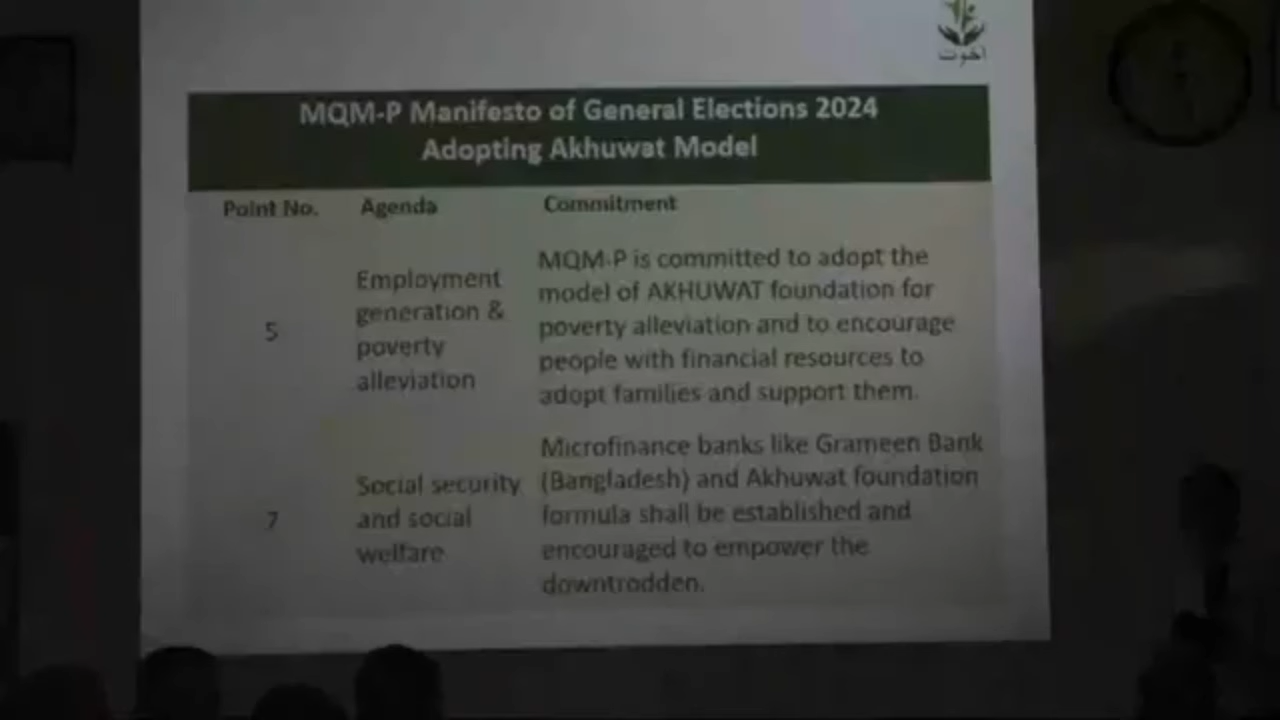 اخوت
MQM-P Manifesto of General Elections 2024
Adopting Akhuwat Model
Point No. Agenda Commitment
5
Employment
generation &
poverty
alleviation
MQM-P is committed to adopt the
model of AKHUWAT foundation for
poverty alleviation and to encourage
people with financial resources to
adopt families and support them.
7
Social security
and social
welfare
Microfinance banks like Grameen Bank
(Bangladesh) and Akhuwat foundation
formula shall be established and
encouraged to empower the
downtrodden.